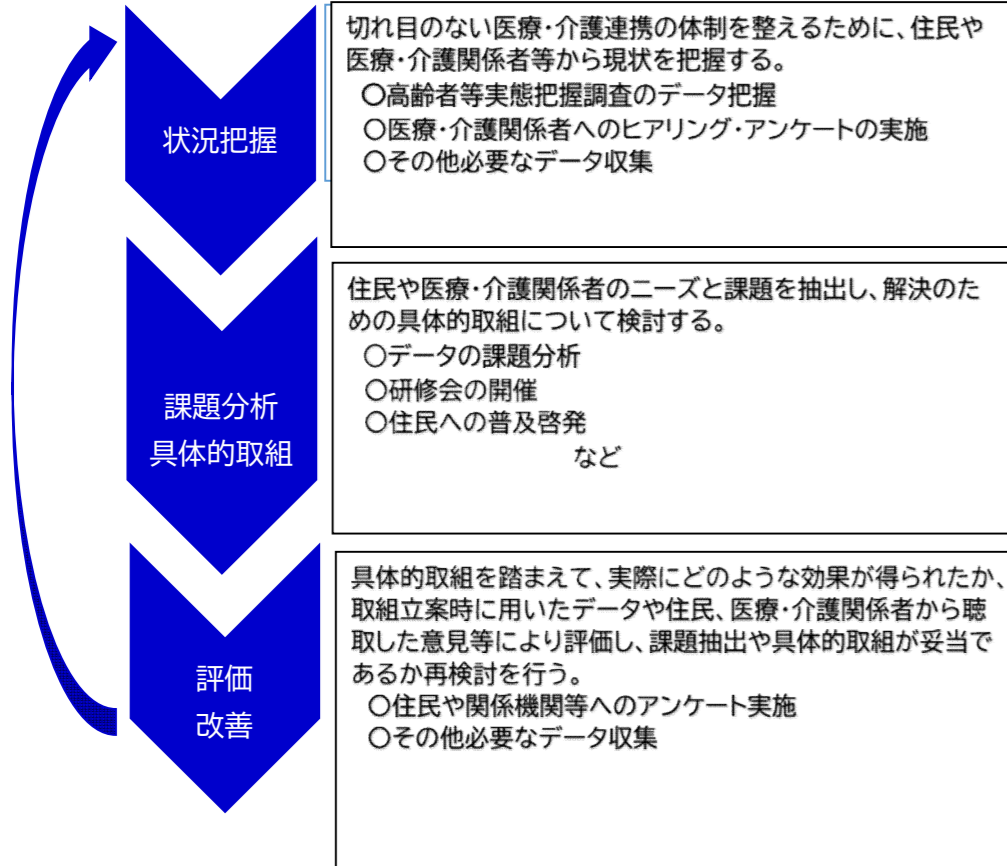 状況把握
切れ目のない医療・介護連携の体制を整えるために、住民や
医療・介護関係者等から現状を把握する。
○高齢者等実態把握調査のデータ把握
○医療・介護関係者へのヒアリング・アンケートの実施
○その他必要なデータ収集
課題分析
具体的取組
住民や医療・介護関係者のニーズと課題を抽出し、解決のた
めの具体的取組について検討する。
○データの課題分析
○研修会の開催
○住民への普及啓発
など
評価
改善
具体的取組を踏まえて、実際にどのような効果が得られたか、
取組立案時に用いたデータや住民、医療・介護関係者から聴
取した意見等により評価し、課題抽出や具体的取組が妥当で
あるか再検討を行う。
○住民や関係機関等へのアンケート実施
○その他必要なデータ収集